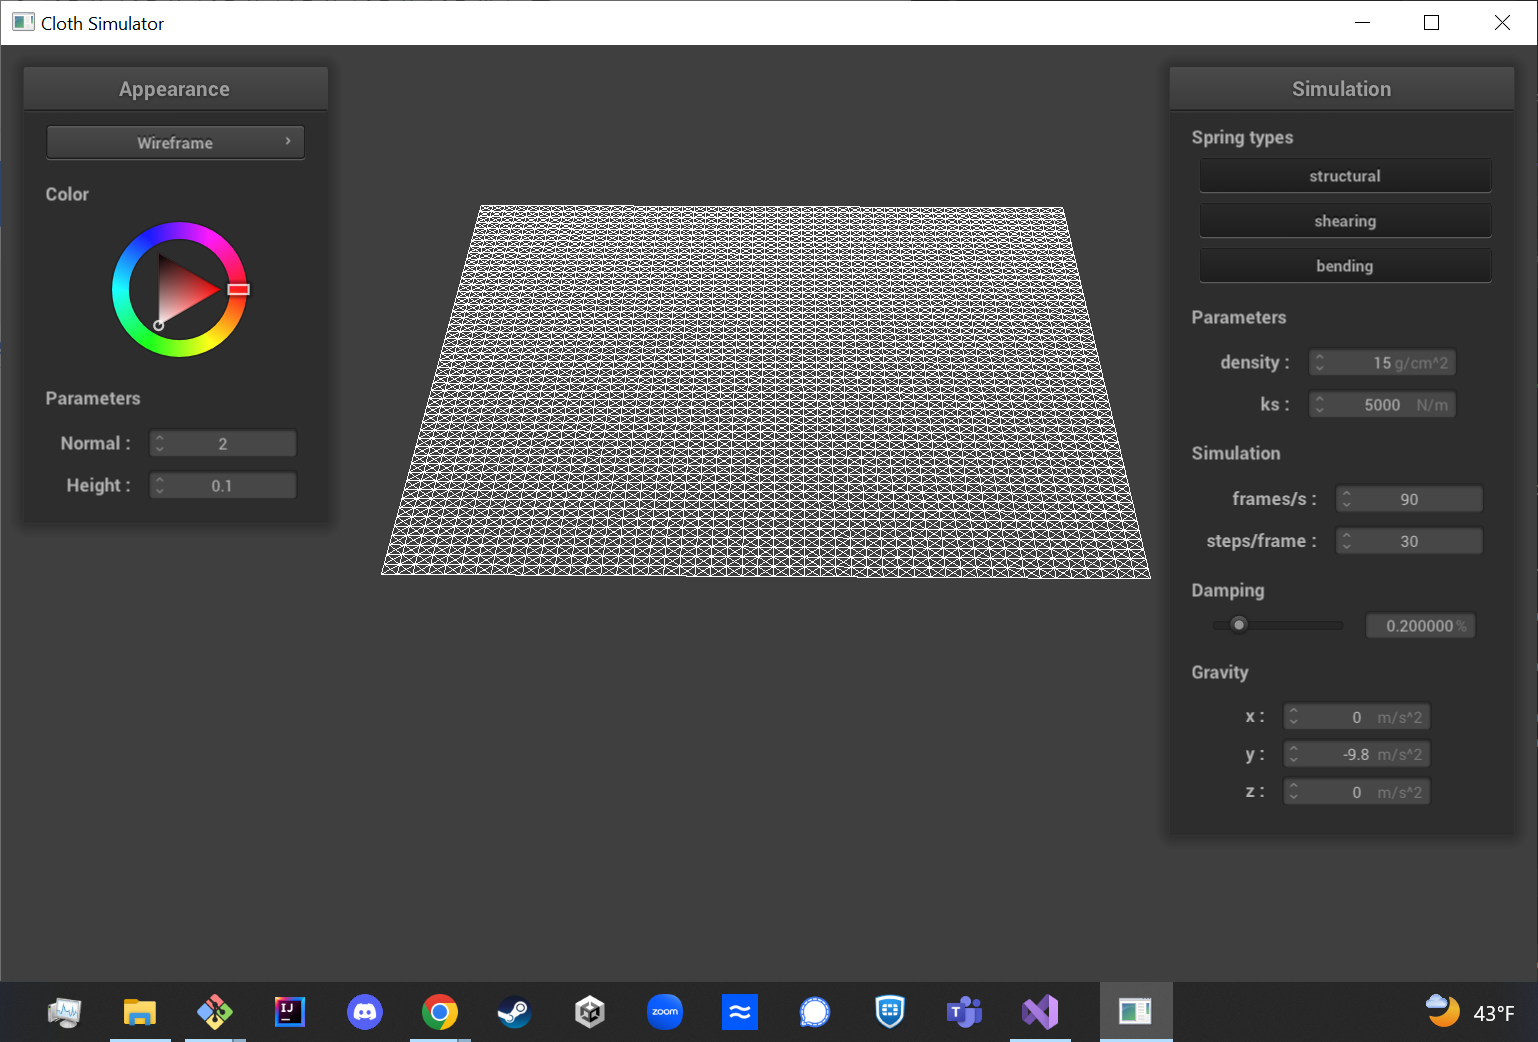 Cloth Simulator
Appearance
Wireframe
Color
Parameters
Normal : 2
Height : 0.1
Simulation
Spring types
structural
shearing
bending
Parameters
density : 15 g/cm^2
ks : 5000 N/m
Simulation
frames/s : 90
steps/frame : 30
Damping
0.200000 %
Gravity
x : 0 m/s^2
y : -9.8 m/s^2
z : 0 m/s^2
IJ
zoom
T
43°F